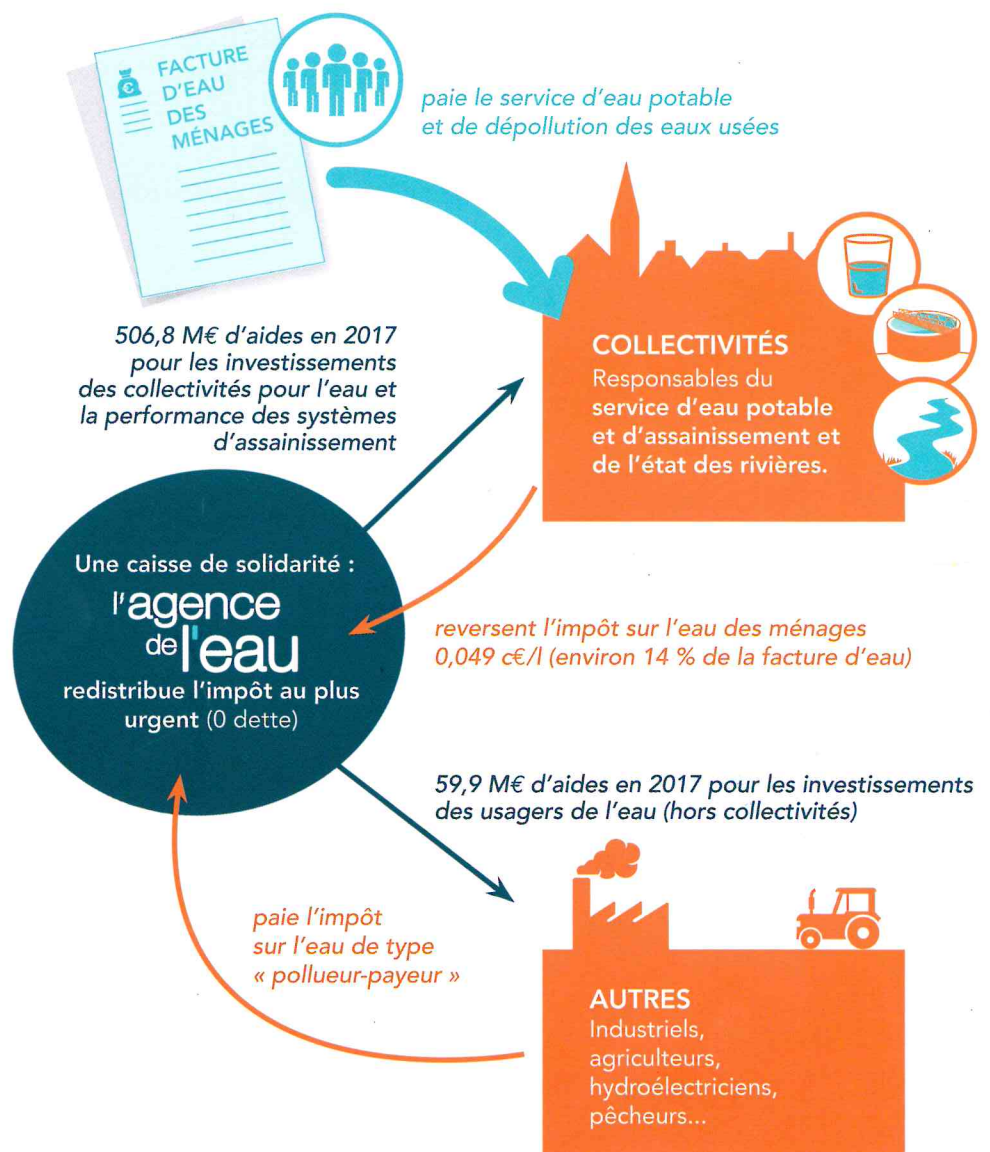 FACTURE
D'EAU
DES
MÉNAGES
€
paie le service d'eau potable
et de dépollution des eaux usées
506,8 M€ d'aides en 2017
pour les investissements
des collectivités pour l'eau et
la performance des systèmes
d'assainissement
COLLECTIVITÉS
Responsables du
service d'eau potable
et d'assainissement et
de l'état des rivières.
Une caisse de solidarité :
l'agence
de l'eau
redistribue l'impôt au plus
urgent (0 dette)
reversent l'impôt sur l'eau des ménages
0,049 c€/l (environ 14 % de la facture d'eau)
59,9 M€ d'aides en 2017 pour les investissements
des usagers de l'eau (hors collectivités)
paie l'impôt
sur l'eau de type
« pollueur-payeur »
AUTRES
Industriels,
agriculteurs,
hydroélectriciens,
pêcheurs...